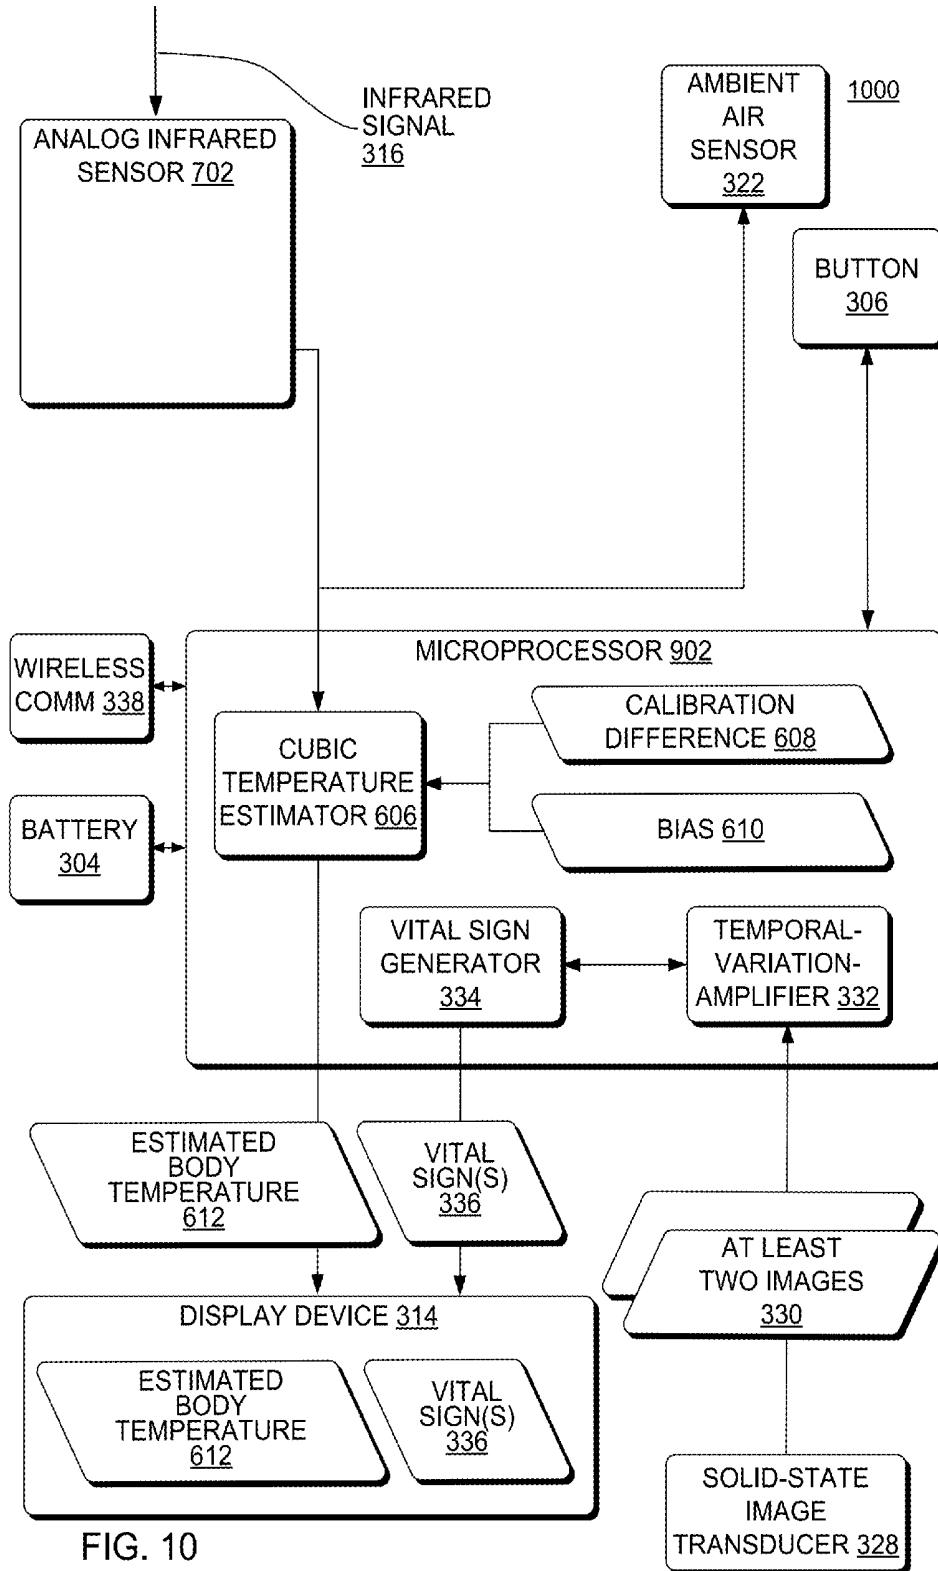 INFRARED
SIGNAL
316
ANALOG INFRARED
SENSOR 702
AMBIENT
AIR
SENSOR
322
1000
BUTTON
306
MICROPROCESSOR 902
WIRELESS
COMM 338
CUBIC
TEMPERATURE
ESTIMATOR 606
CALIBRATION
DIFFERENCE 608
BIAS 610
BATTERY
304
VITAL SIGN
GENERATOR
334
TEMPORAL-
VARIATION-
AMPLIFIER 332
ESTIMATED
BODY
TEMPERATURE
612
VITAL
SIGN(S)
336
AT LEAST
TWO IMAGES
330
DISPLAY DEVICE 314
ESTIMATED
BODY
TEMPERATURE
612
VITAL
SIGN(S)
336
SOLID-STATE
IMAGE
TRANSDUCER 328
FIG. 10